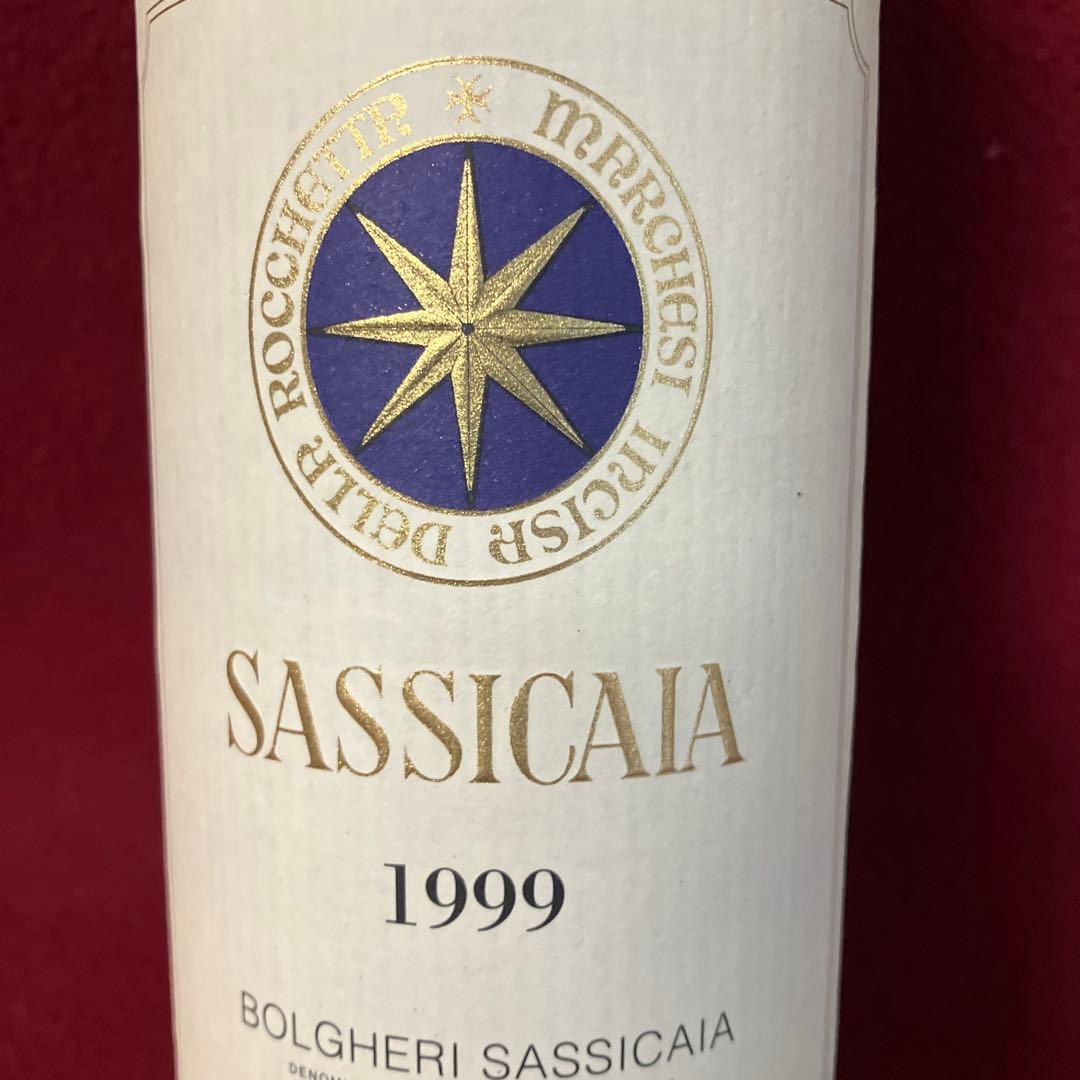 MARCHESI INCISA DELLA ROCCHETTA
SASSICAIA
1999
BOLGHERI SASSICAIA